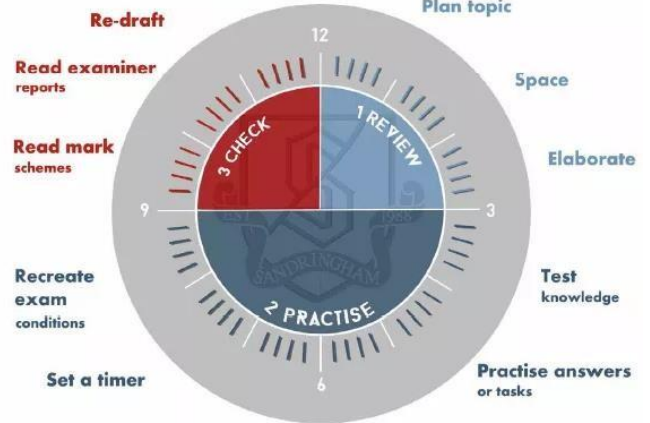 Plan topic
Space
Elaborate
Test
knowledge
Practise answers
or tasks
Set a timer
Recreate
exam
conditions
Read mark
schemes
Read examiner
reports
Re-draft
12
3
6
9
1 REVIEW
2 PRACTISE
3 CHECK
EST
1988
SANDRINGHAM